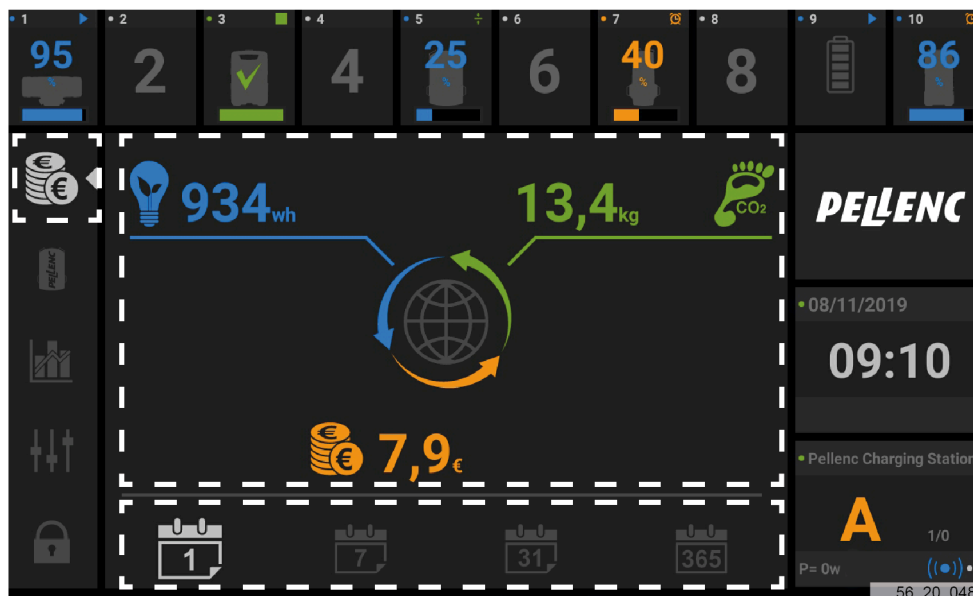 1 2 3 4 5 6 7 8 9 10
95 % 2 4 25 % 6 40 % 8 86 %
934wh
13,4kg
CO2
PELLENC
PELLENC
08/11/2019
09:10
7,9€
Pellenc Charging Station
A
1/0
P= 0w
1
7
31
365
56_20_048